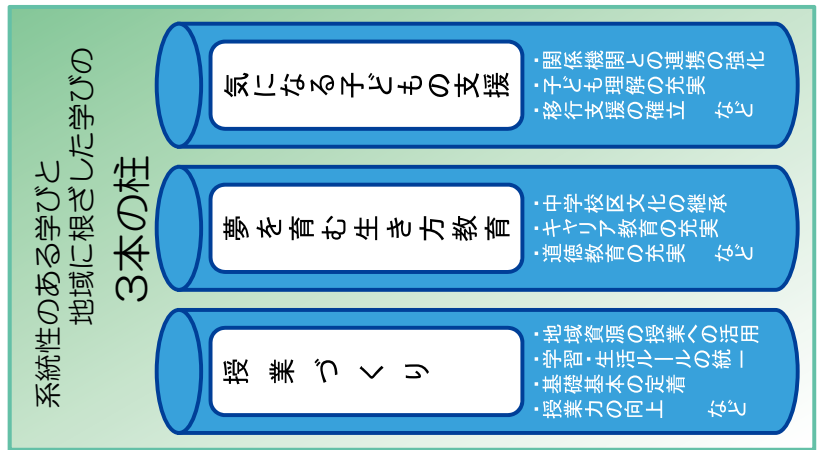 系統性のある学びと
地域に根ざした学びの
3本の柱
気になる子どもの支援
・関係機関との連携の強化
・子ども理解の充実
・移行支援の確立　など
夢を育む生き方教育
・中学校区文化の継承
・キャリア教育の充実
・道徳教育の充実　など
授業づくり
・地域資源の授業への活用
・学習・生活ルールの統一
・基礎基本の定着
・授業力の向上　など